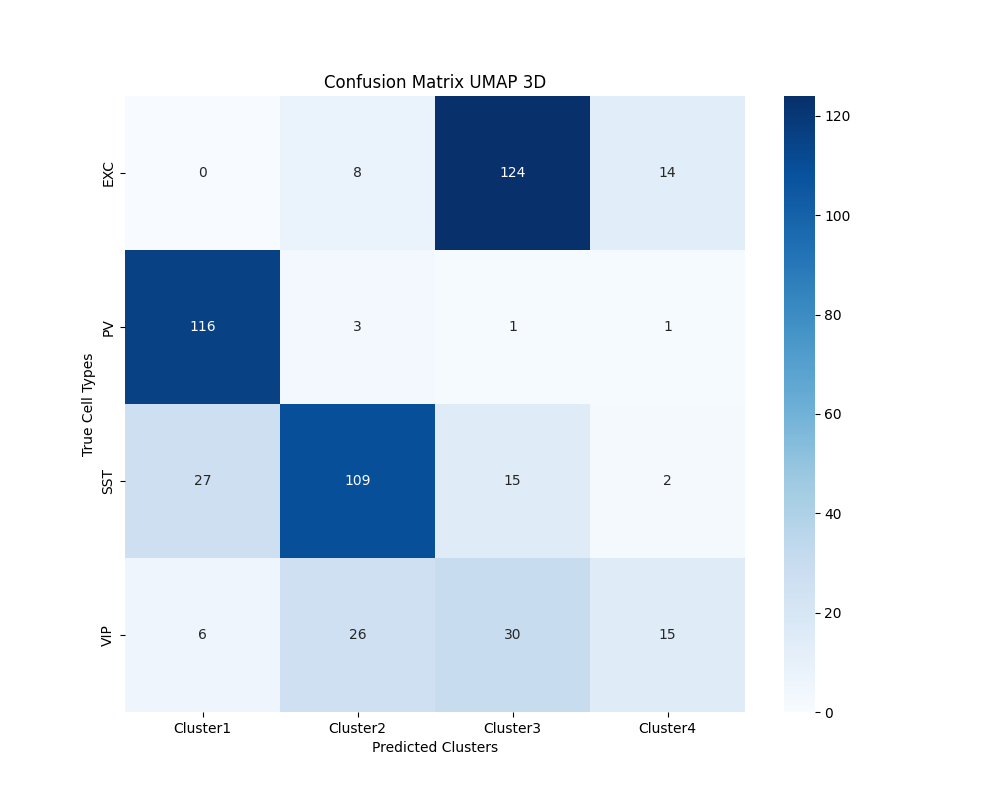 Confusion Matrix UMAP 3D
EXC
0 8 124 14
PV
116 3 1 1
SST
27 109 15 2
VIP
6 26 30 15
True Cell Types
Cluster1 Cluster2 Cluster3 Cluster4
Predicted Clusters
120
100
80
60
40
20
0